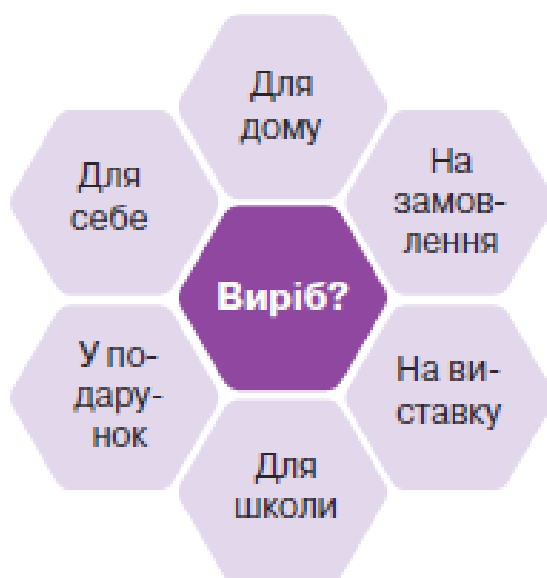 Для
дому
На
замов-
лення
Для
себе
Виріб?
У по-
дару-
нок
На ви-
ставку
Для
школи